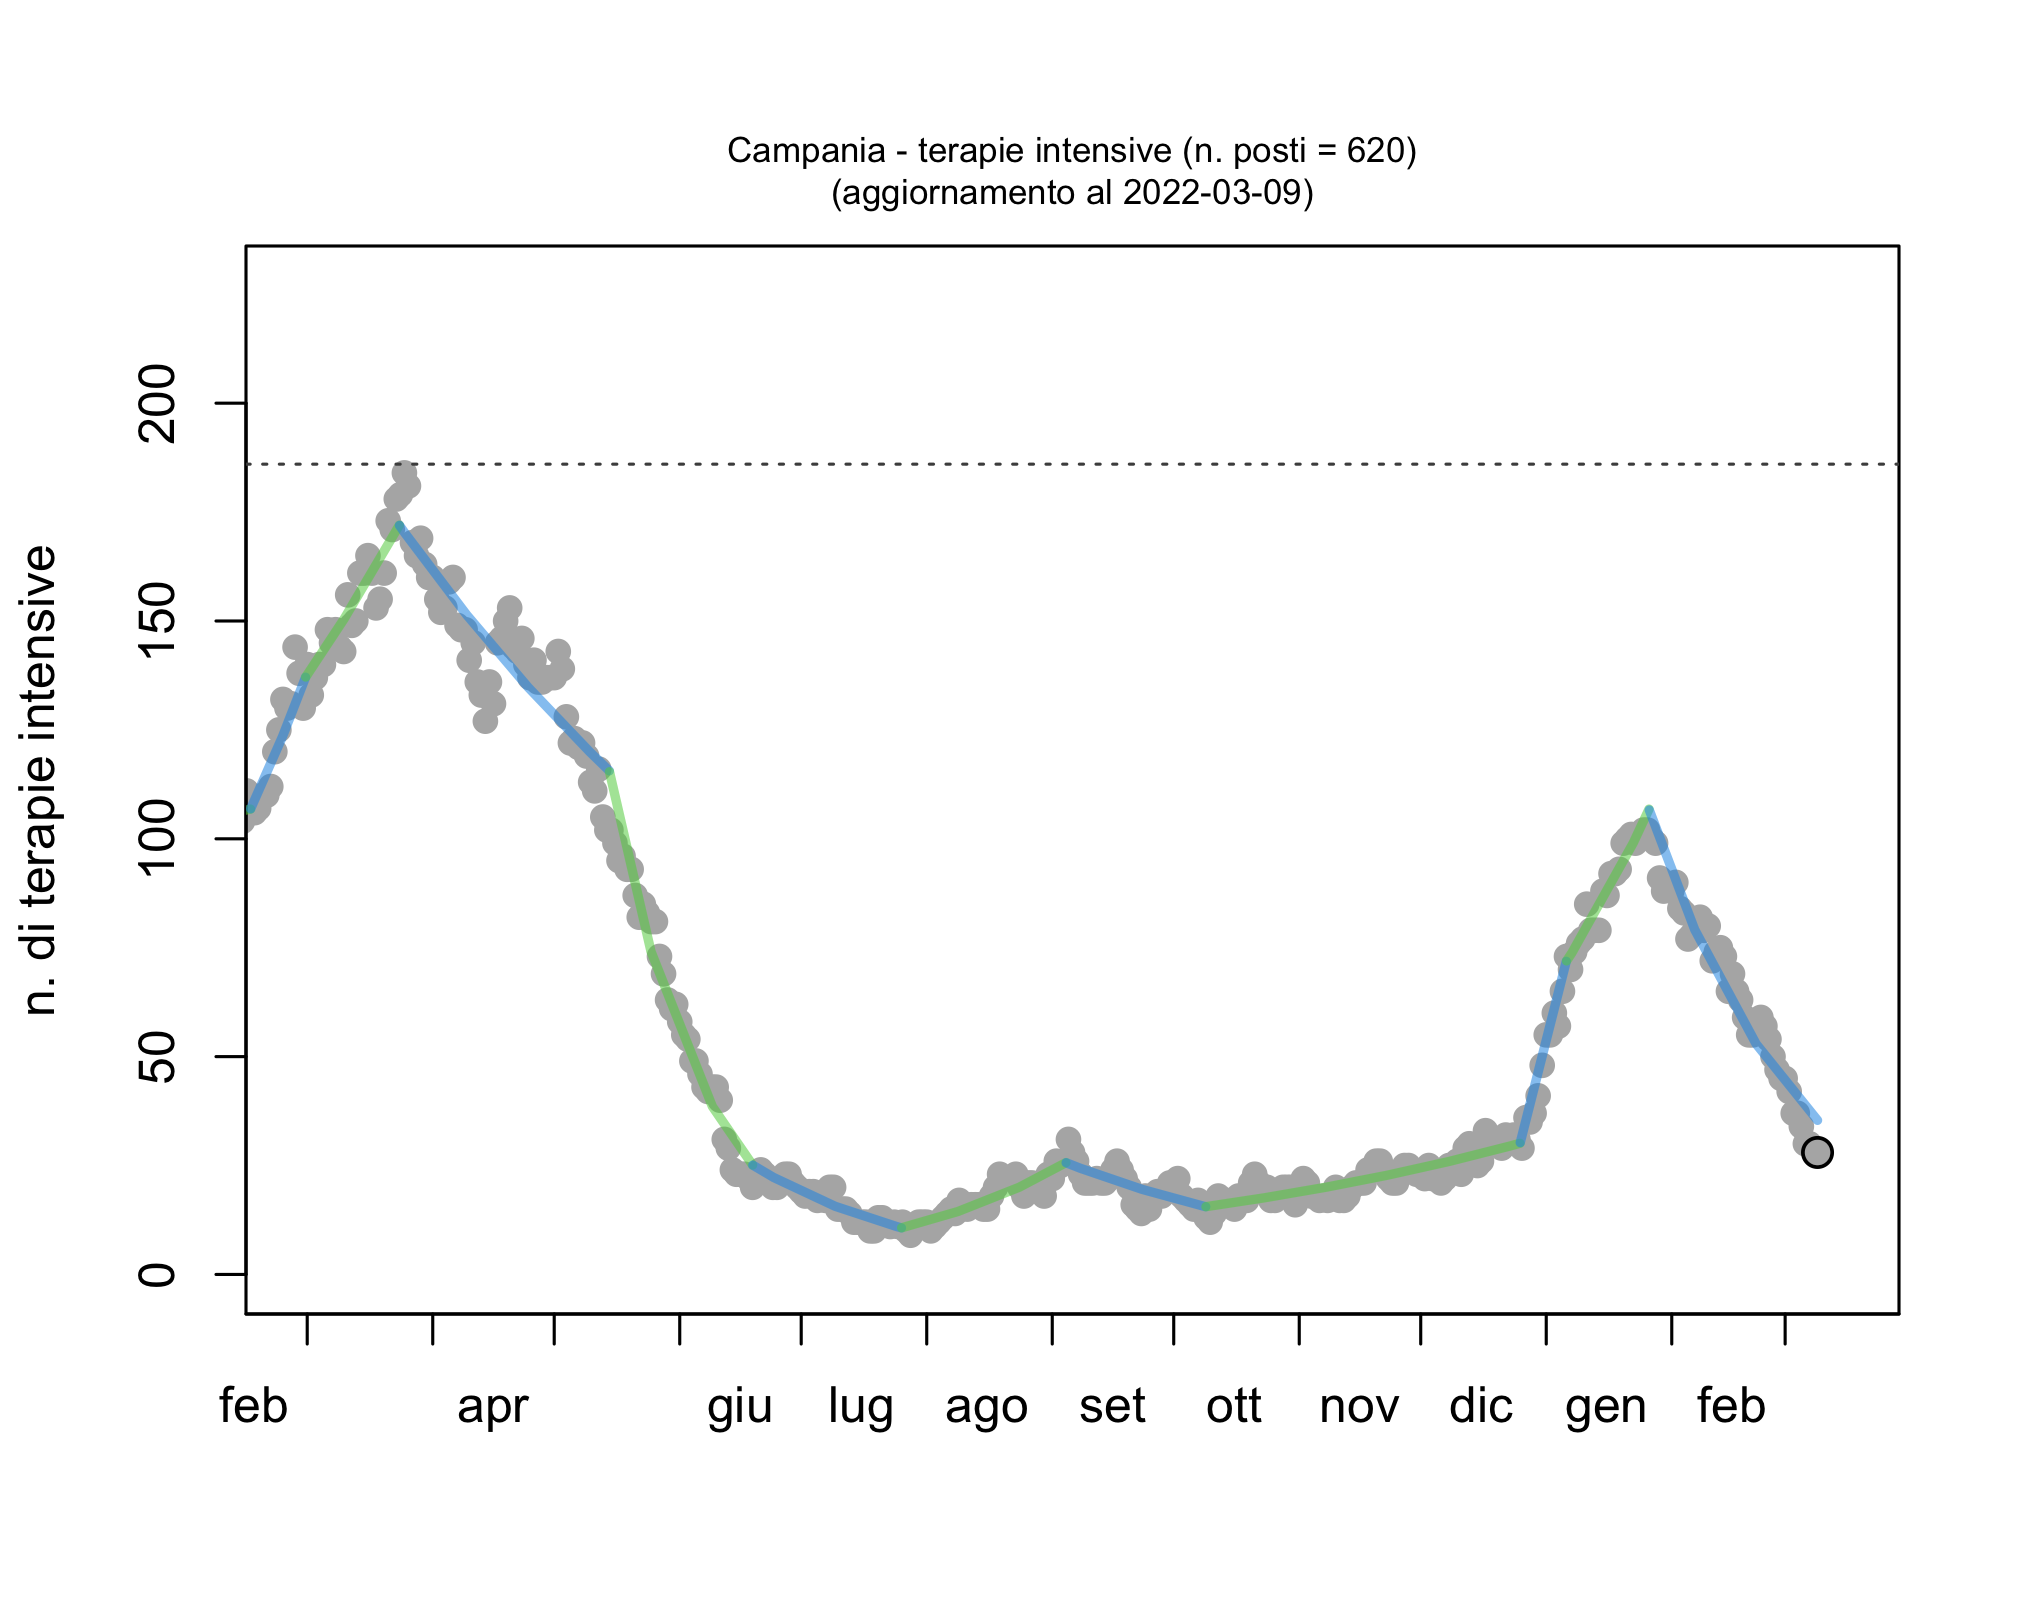 Campania - terapie intensive (n. posti = 620)
(aggiornamento al 2022-03-09)
n. di terapie intensive
200
150
100
50
0
feb apr giu lug ago set ott nov dic gen feb